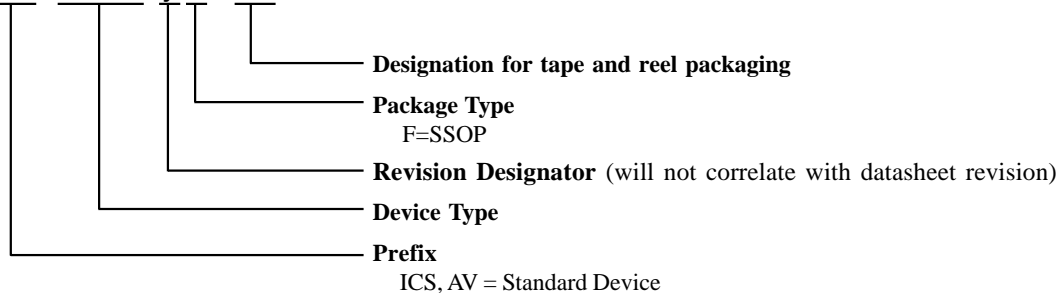 Designation for tape and reel packaging
Package Type
F=SSOP
Revision Designator (will not correlate with datasheet revision)
Device Type
Prefix
ICS, AV = Standard Device